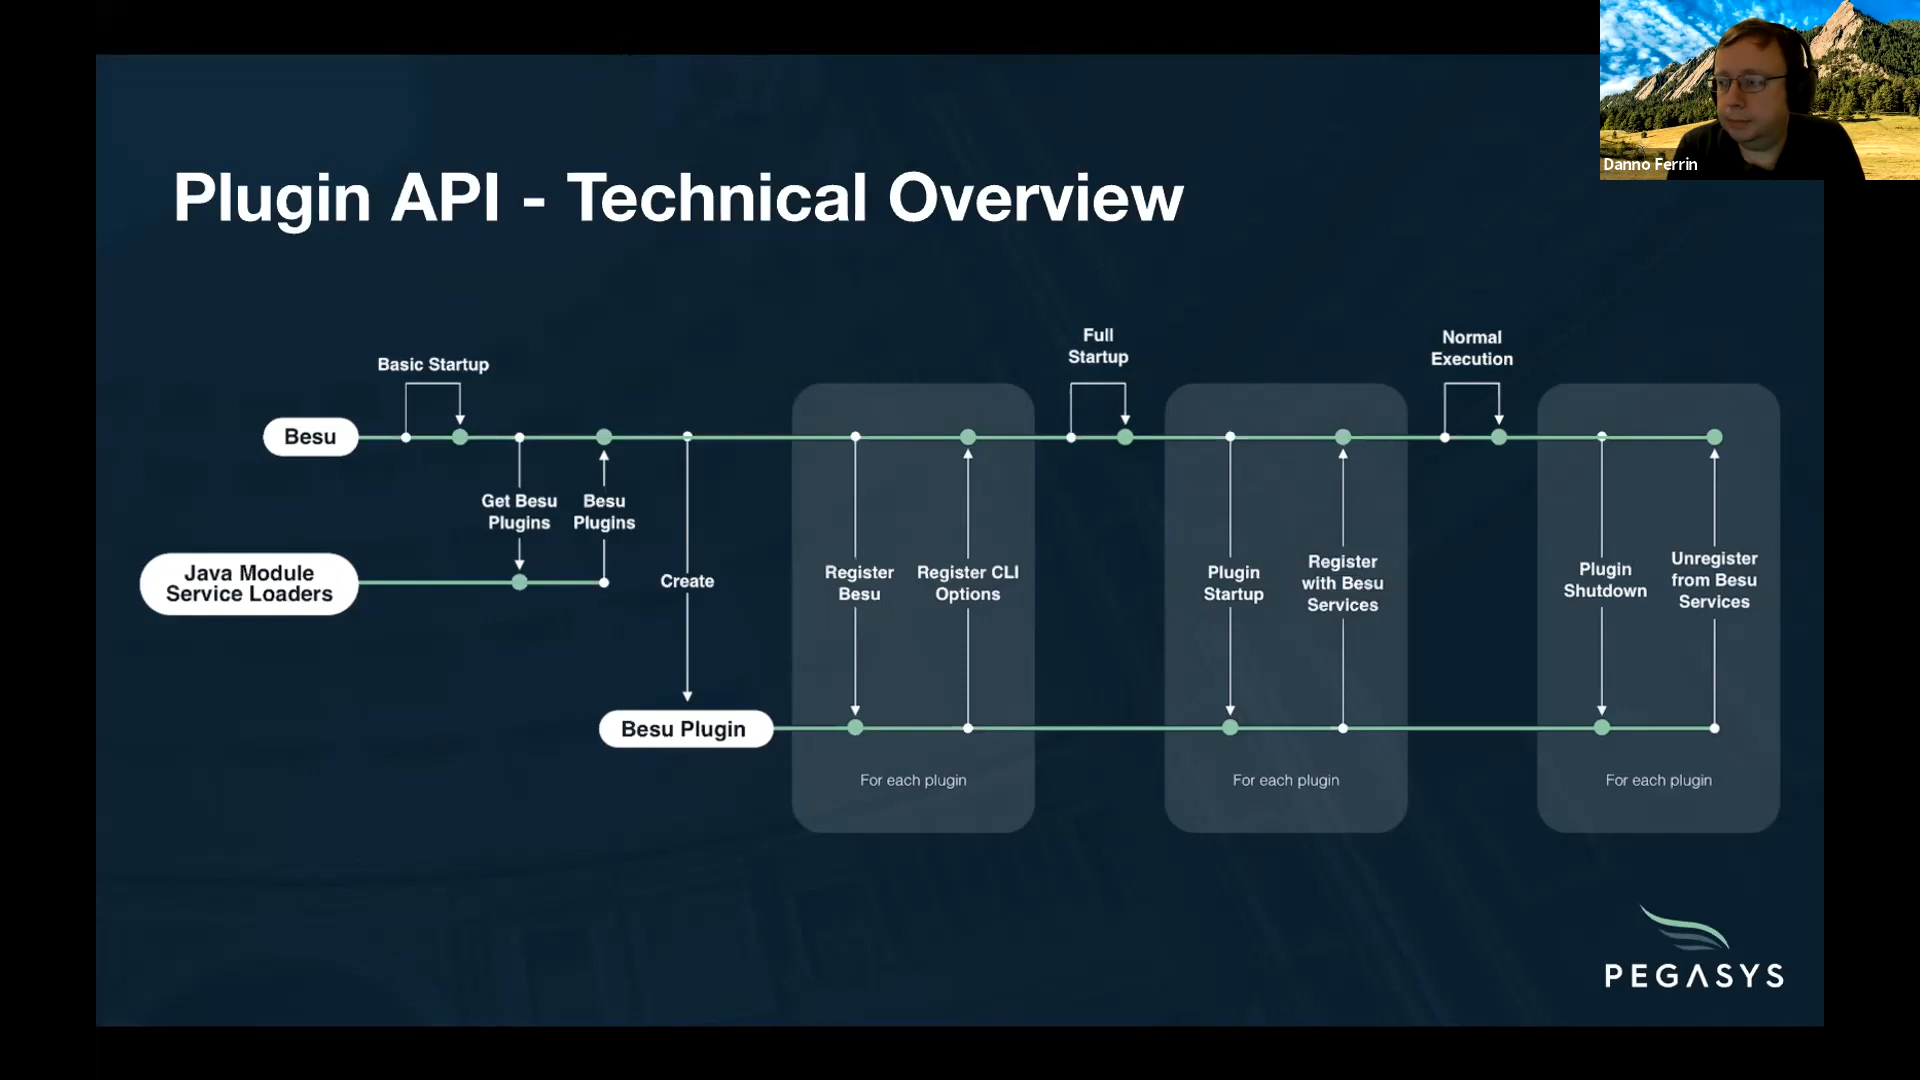 Danno Ferrin
Plugin API - Technical Overview
Full
Startup
Normal
Execution
Basic Startup
Besu
Get Besu
Plugins
Besu
Plugins
Java Module
Service Loaders
Create
Register
Besu
Register CLI
Options
Plugin
Startup
Register
with Besu
Services
Plugin
Shutdown
Unregister
from Besu
Services
Besu Plugin
For each plugin
For each plugin
For each plugin
PEGASYS